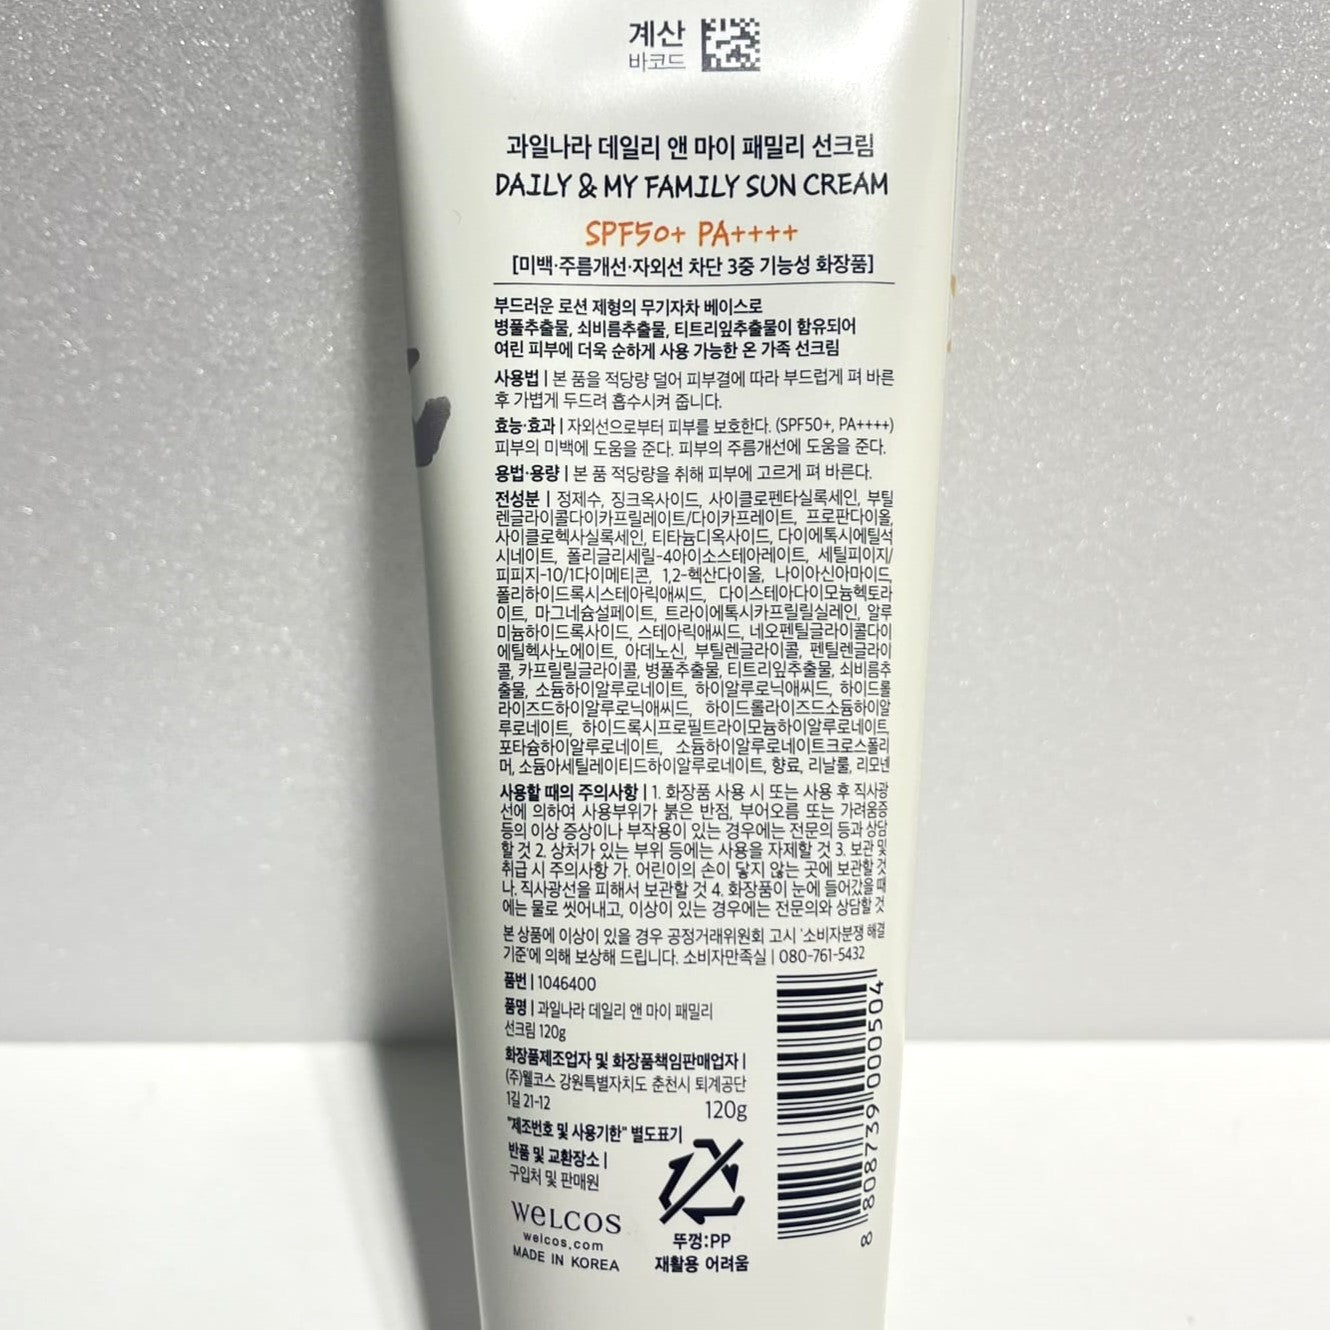 계산
바코드
과일나라 데일리 앤 마이 패밀리 선크림
DAILY & MY FAMILY SUN CREAM
SPF50+ PA++++
[미백·주름개선·자외선 차단 3중 기능성 화장품]
부드러운 로션 제형의 무기자차 베이스로
병풀추출물, 쇠비름추출물, 티트리잎추출물이 함유되어
여린 피부에 더욱 순하게 사용 가능한 온 가족 선크림
사용법 | 본 품을 적당량 덜어 피부결에 따라 부드럽게 펴 바른
후 가볍게 두드려 흡수시켜 줍니다.
효능·효과 | 자외선으로부터 피부를 보호한다. (SPF50+, PA++++)
피부의 미백에 도움을 준다. 피부의 주름개선에 도움을 준다.
용법·용량 | 본 품 적당량을 취해 피부에 고르게 펴 바른다.
전성분 | 정제수, 징크옥사이드, 사이클로펜타실록세인, 부틸
렌글라이콜다이카프릴레이트/다이카프레이트, 프로판다이올,
사이클로헥사실록세인, 티타늄디옥사이드, 다이에톡시에틸석
시네이트, 폴리글리세릴-4아이소스테아레이트, 세틸피이지/
피피지-10/1다이메티콘, 1,2-헥산다이올, 나이아신아마이드,
폴리하이드록시스테아릭애씨드, 다이스테아다이모늄헥토라
이트, 마그네슘설페이트, 트라이에톡시카프릴릴실레인, 알루
미늄하이드록사이드, 스테아릭애씨드, 네오펜틸글라이콜다이
에틸헥사노에이트, 아데노신, 부틸렌글라이콜, 펜틸렌글라이
콜, 카프릴릴글라이콜, 병풀추출물, 티트리잎추출물, 쇠비름추
출물, 소듐하이알루로네이트, 하이알루로닉애씨드, 하이드롤
라이즈드하이알루로닉애씨드, 하이드롤라이즈드소듐하이알
루로네이트, 하이드록시프로필트라이모늄하이알루로네이트,
포타슘하이알루로네이트, 소듐하이알루로네이트크로스폴리
머, 소듐아세틸레이티드하이알루로네이트, 향료, 리날룰, 리모넨
사용할 때의 주의사항 | 1. 화장품 사용 시 또는 사용 후 직사광
선에 의하여 사용부위가 붉은 반점, 부어오름 또는 가려움증
등의 이상 증상이나 부작용이 있는 경우에는 전문의 등과 상담
할 것 2. 상처가 있는 부위 등에는 사용을 자제할 것 3. 보관 및
취급 시 주의사항 가. 어린이의 손이 닿지 않는 곳에 보관할 것
나. 직사광선을 피해서 보관할 것 4. 화장품이 눈에 들어갔을 때
에는 물로 씻어내고, 이상이 있는 경우에는 전문의와 상담할 것
본 상품에 이상이 있을 경우 공정거래위원회 고시 '소비자분쟁 해결
기준'에 의해 보상해 드립니다. 소비자만족실 | 080-761-5432
품번 | 1046400
품명 | 과일나라 데일리 앤 마이 패밀리
선크림 120g
화장품제조업자 및 화장품책임판매업자 |
(주)웰코스 강원특별자치도 춘천시 퇴계공단
1길 21-12
120g
"제조번호 및 사용기한" 별도표기
반품 및 교환장소 |
구입처 및 판매원
WELCOS
welcos.com
MADE IN KOREA
뚜껑:PP
재활용 어려움
8 808739 000504